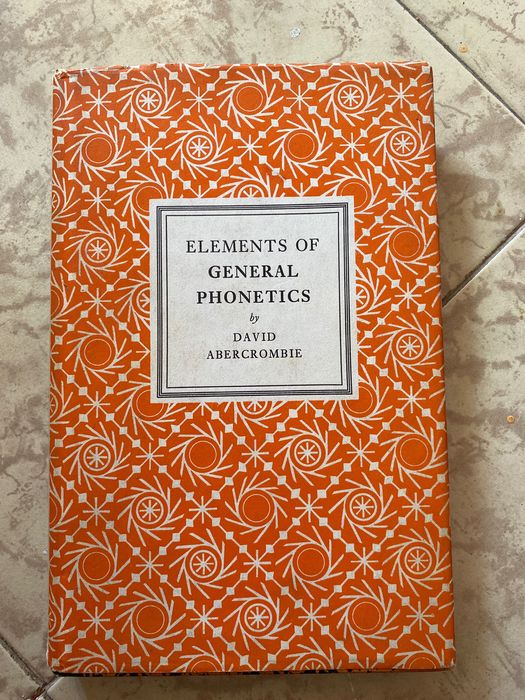 ELEMENTS OF
GENERAL
PHONETICS
by
DAVID
ABERCROMBIE